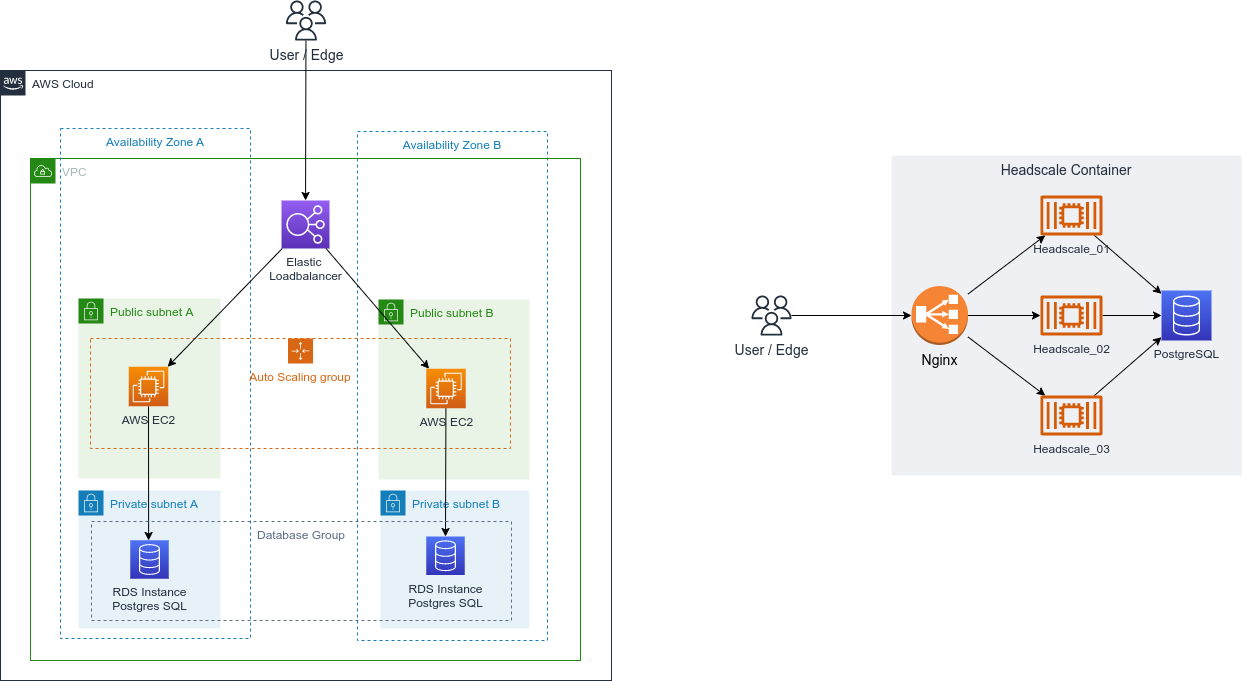 User / Edge
aws
AWS Cloud
Availability Zone A
Availability Zone B
VPC
Elastic
Loadbalancer
Public subnet A
Public subnet B
Auto Scaling group
AWS EC2
AWS EC2
Private subnet A
Private subnet B
Database Group
RDS Instance
Postgres SQL
RDS Instance
Postgres SQL
Headscale Container
Headscale_01
User / Edge
Nginx
Headscale_02
PostgreSQL
Headscale_03